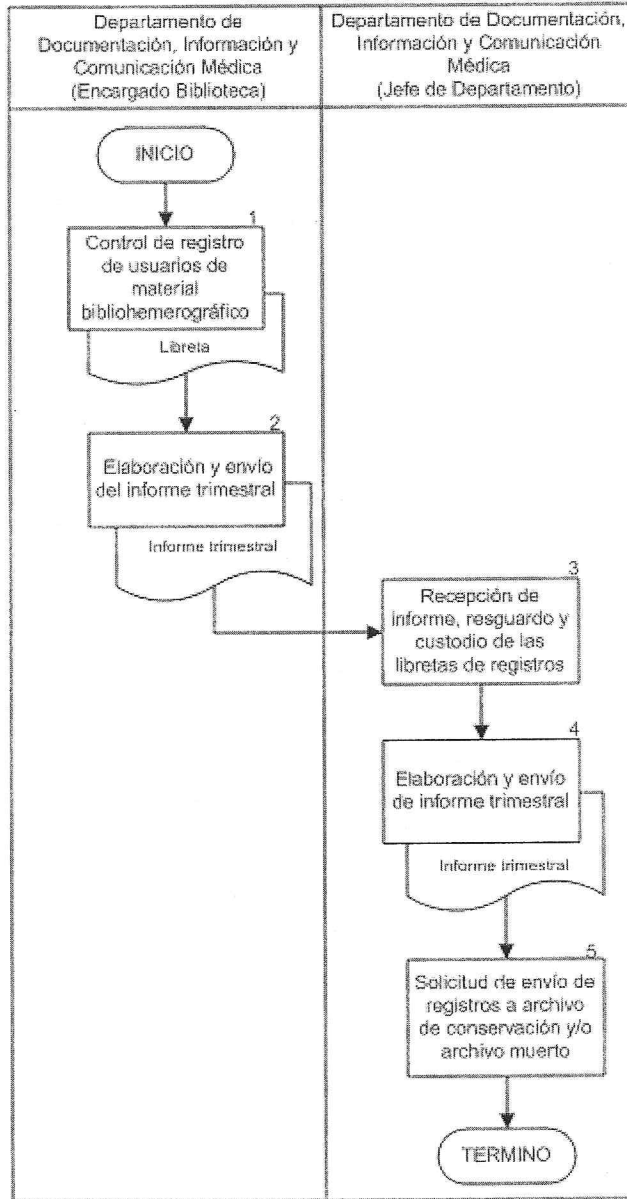 Departamento de
Documentación, Información y
Comunicación Médica
(Encargado Biblioteca)
Departamento de Documentación,
Información y Comunicación
Médica
(Jefe de Departamento)
INICIO
1
Control de registro
de usuarios de
material
bibliohemerográfico
Libreta
2
Elaboración y envío
del informe trimestral
Informe trimestral
3
Recepción de
informe, resguardo y
custodio de las
libretas de registros
4
Elaboración y envío
de informe trimestral
Informe trimestral
5
Solicitud de envío de
registros a archivo
de conservación y/o
archivo muerto
TERMINO